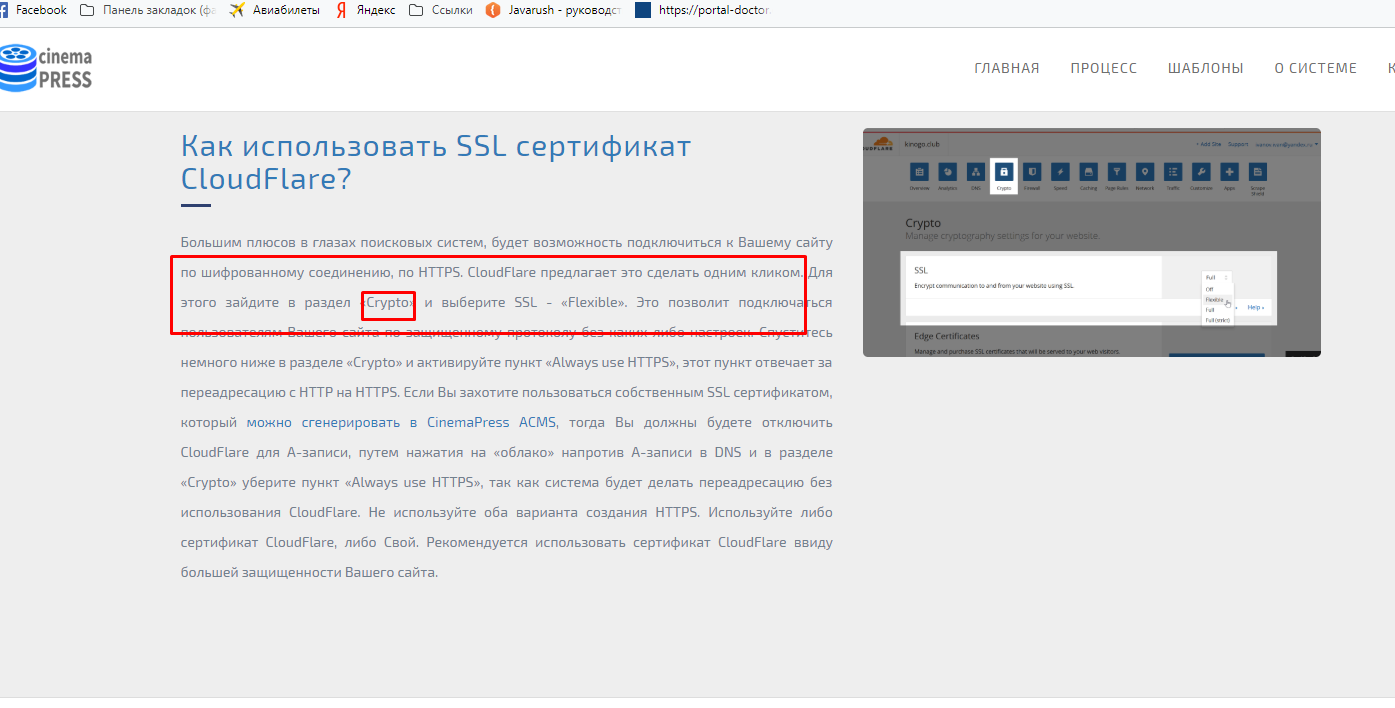 Facebook Панель закладок (фа Авиабилеты Яндекс Ссылки Javarush - руководст https://portal-doctor.
cinema
PRESS
ГЛАВНАЯ ПРОЦЕСС ШАБЛОНЫ О СИСТЕМЕ К
Как использовать SSL сертификат
CloudFlare?
Большим плюсов в глазах поисковых систем, будет возможность подключиться к Вашему сайту
по шифрованному соединению, по HTTPS. CloudFlare предлагает это сделать одним кликом. Для
этого зайдите в раздел «Crypto» и выберите SSL - «Flexible». Это позволит подключаться
пользователям Вашего сайта по защищенному протоколу без каких либо настроек. Спуститесь
немного ниже в разделе «Crypto» и активируйте пункт «Always use HTTPS», этот пункт отвечает за
переадресацию с HTTP на HTTPS. Если Вы захотите пользоваться собственным SSL сертификатом,
который можно сгенерировать в CinemaPress ACMS, тогда Вы должны будете отключить
CloudFlare для А-записи, путем нажатия на «облако» напротив А-записи в DNS и в разделе
«Crypto» уберите пункт «Always use HTTPS», так как система будет делать переадресацию без
использования CloudFlare. Не используйте оба варианта создания HTTPS. Используйте либо
сертификат CloudFlare, либо Свой. Рекомендуется использовать сертификат CloudFlare ввиду
большей защищенности Вашего сайта.
kinogo.club + Add Site Support
Overview Analytics DNS Crypto Firewall Speed Caching Page Rules Network Traffic Customize Apps Scrape
Shield
Crypto
Manage cryptography settings for your website.
SSL
Encrypt communication to and from your website using SSL
Full
Off
Flexible
Full
Full (strict)
Help
Edge Certificates
Manage and purchase SSL certificates that will be served to your web visitors.